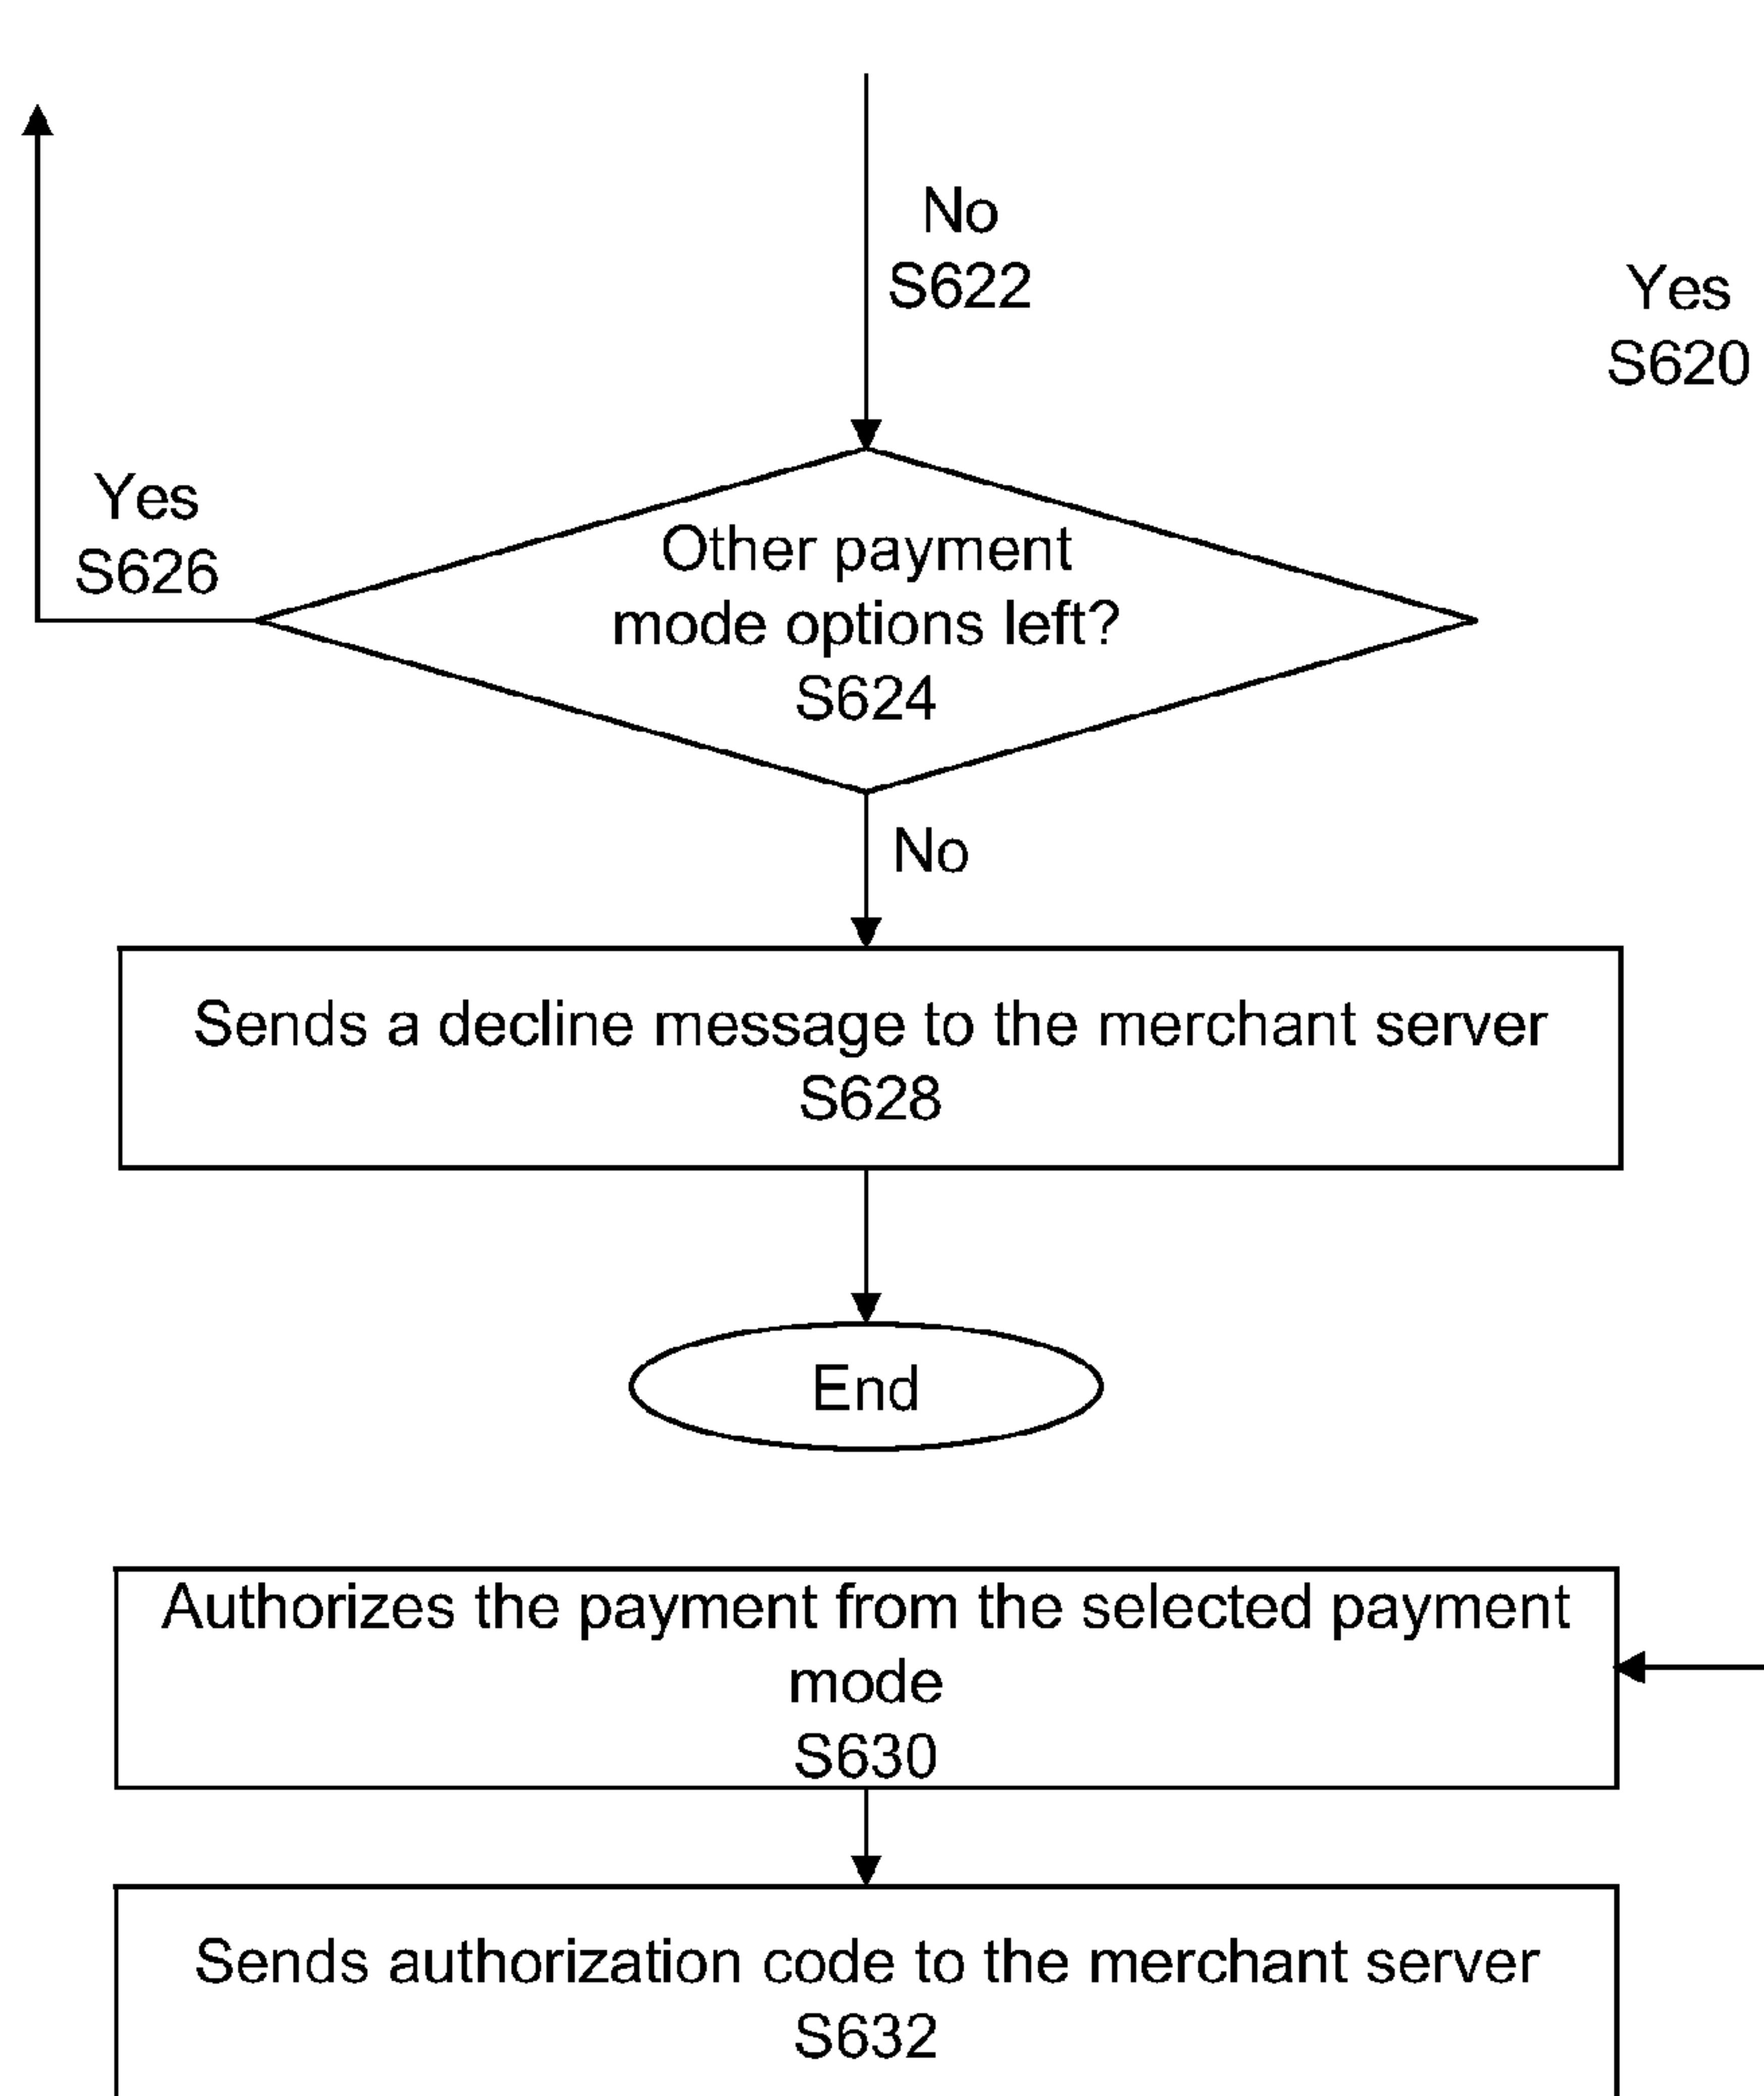 No
S622
Yes
S620
Yes
S626
Other payment
mode options left?
S624
No
Sends a decline message to the merchant server
S628
End
Authorizes the payment from the selected payment
mode
S630
Sends authorization code to the merchant server
S632